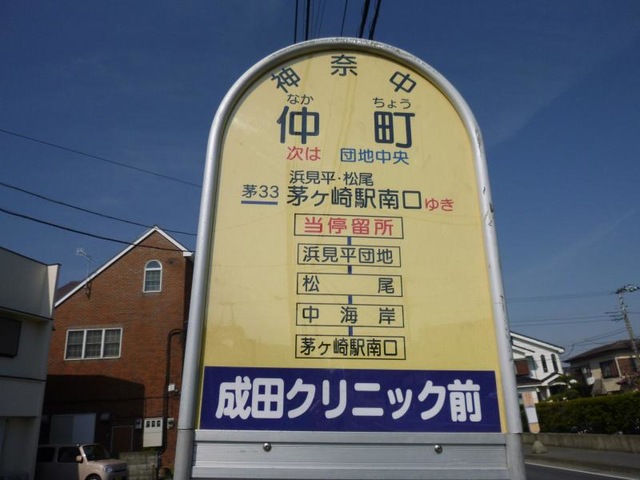 神奈中
なか ちょう
仲町
次は 団地中央
浜見平・松尾
茅33 茅ヶ崎駅南口ゆき
当停留所
浜見平団地
松尾
中海岸
茅ヶ崎駅南口
成田クリニック前